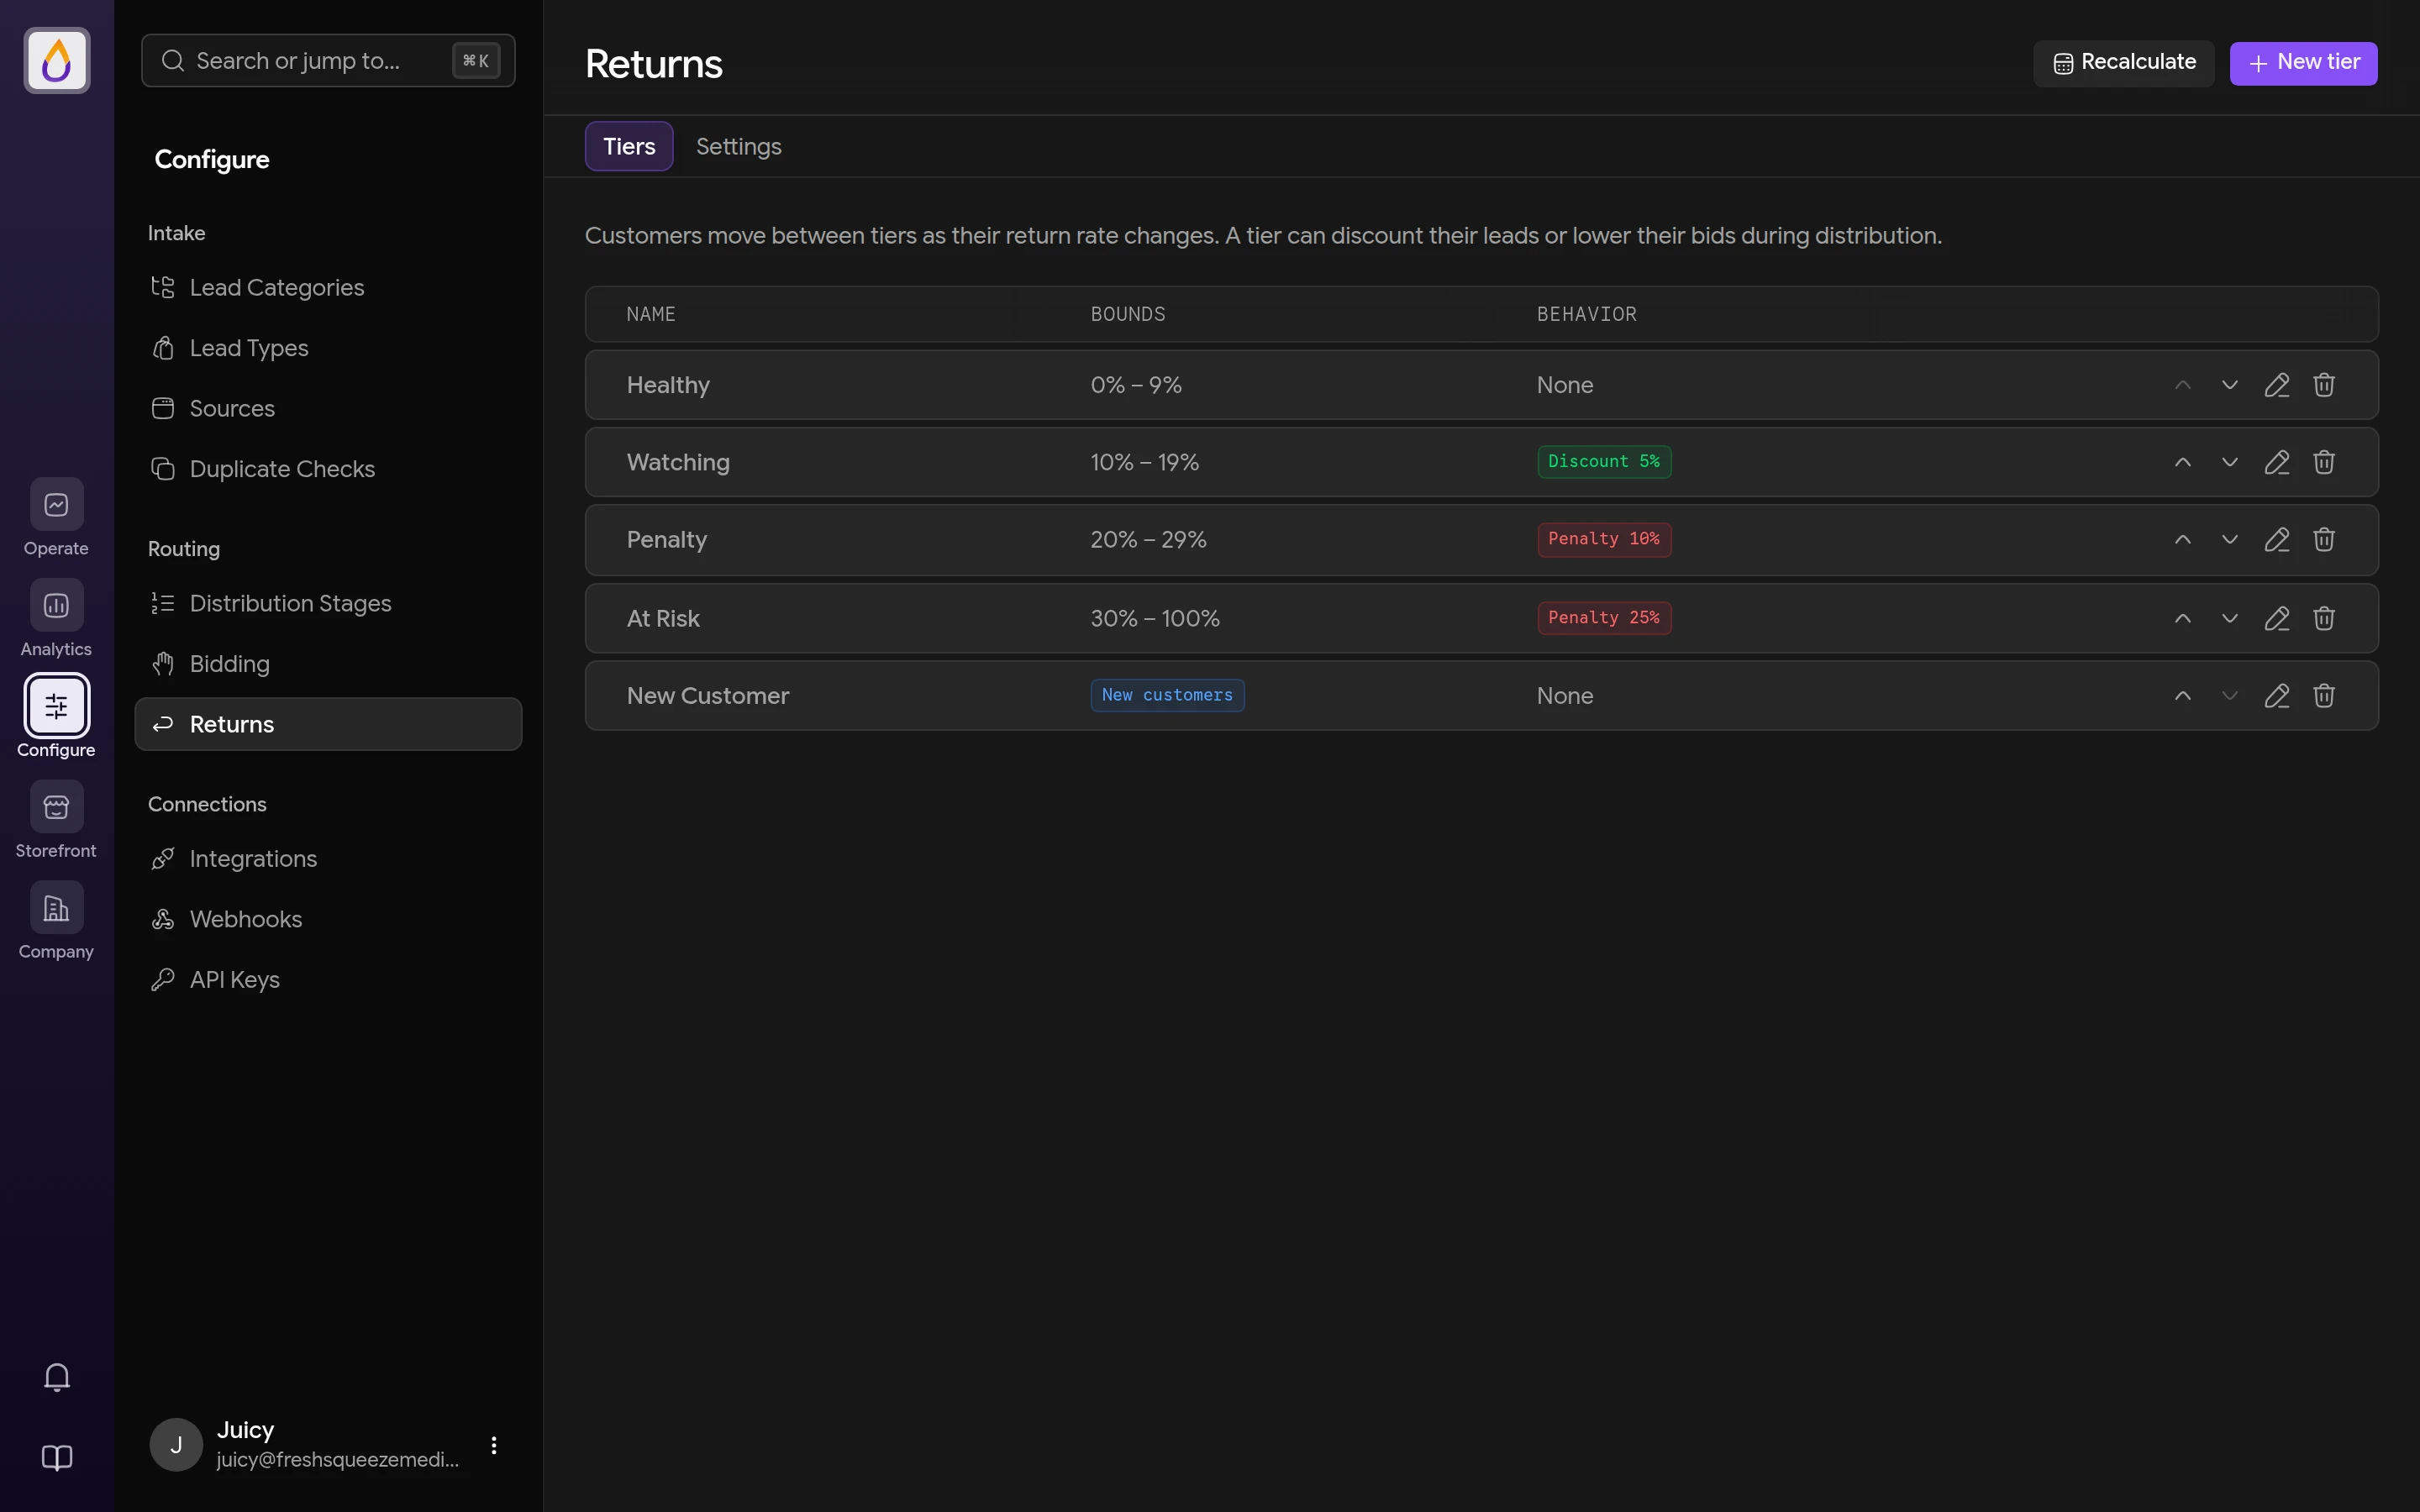 Search or jump to...
⌘K
Configure
Intake
Lead Categories
Lead Types
Sources
Duplicate Checks
Routing
Distribution Stages
Bidding
Returns
Connections
Integrations
Webhooks
API Keys
Operate
Analytics
Configure
Storefront
Company
J
Juicy
juicy@freshsqueezemedi...
Returns
Recalculate
New tier
Tiers
Settings
Customers move between tiers as their return rate changes. A tier can discount their leads or lower their bids during distribution.
NAME BOUNDS BEHAVIOR
Healthy 0% – 9% None
Watching 10% – 19% Discount 5%
Penalty 20% – 29% Penalty 10%
At Risk 30% – 100% Penalty 25%
New Customer New customers None